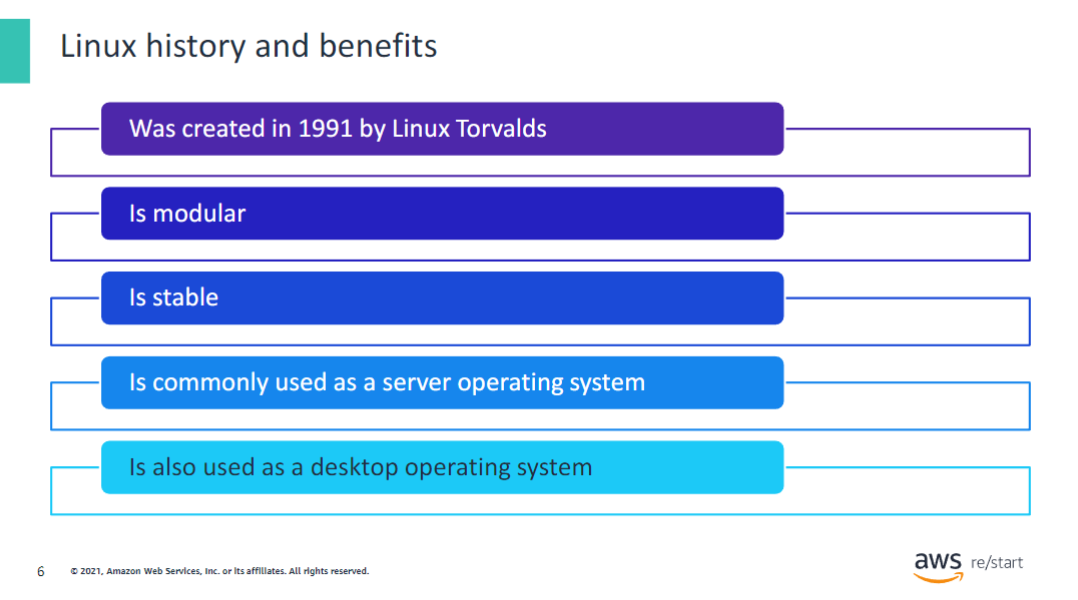 Linux history and benefits
Was created in 1991 by Linux Torvalds
Is modular
Is stable
Is commonly used as a server operating system
Is also used as a desktop operating system
6
© 2021, Amazon Web Services, Inc. or its affiliates. All rights reserved.
aws re/start